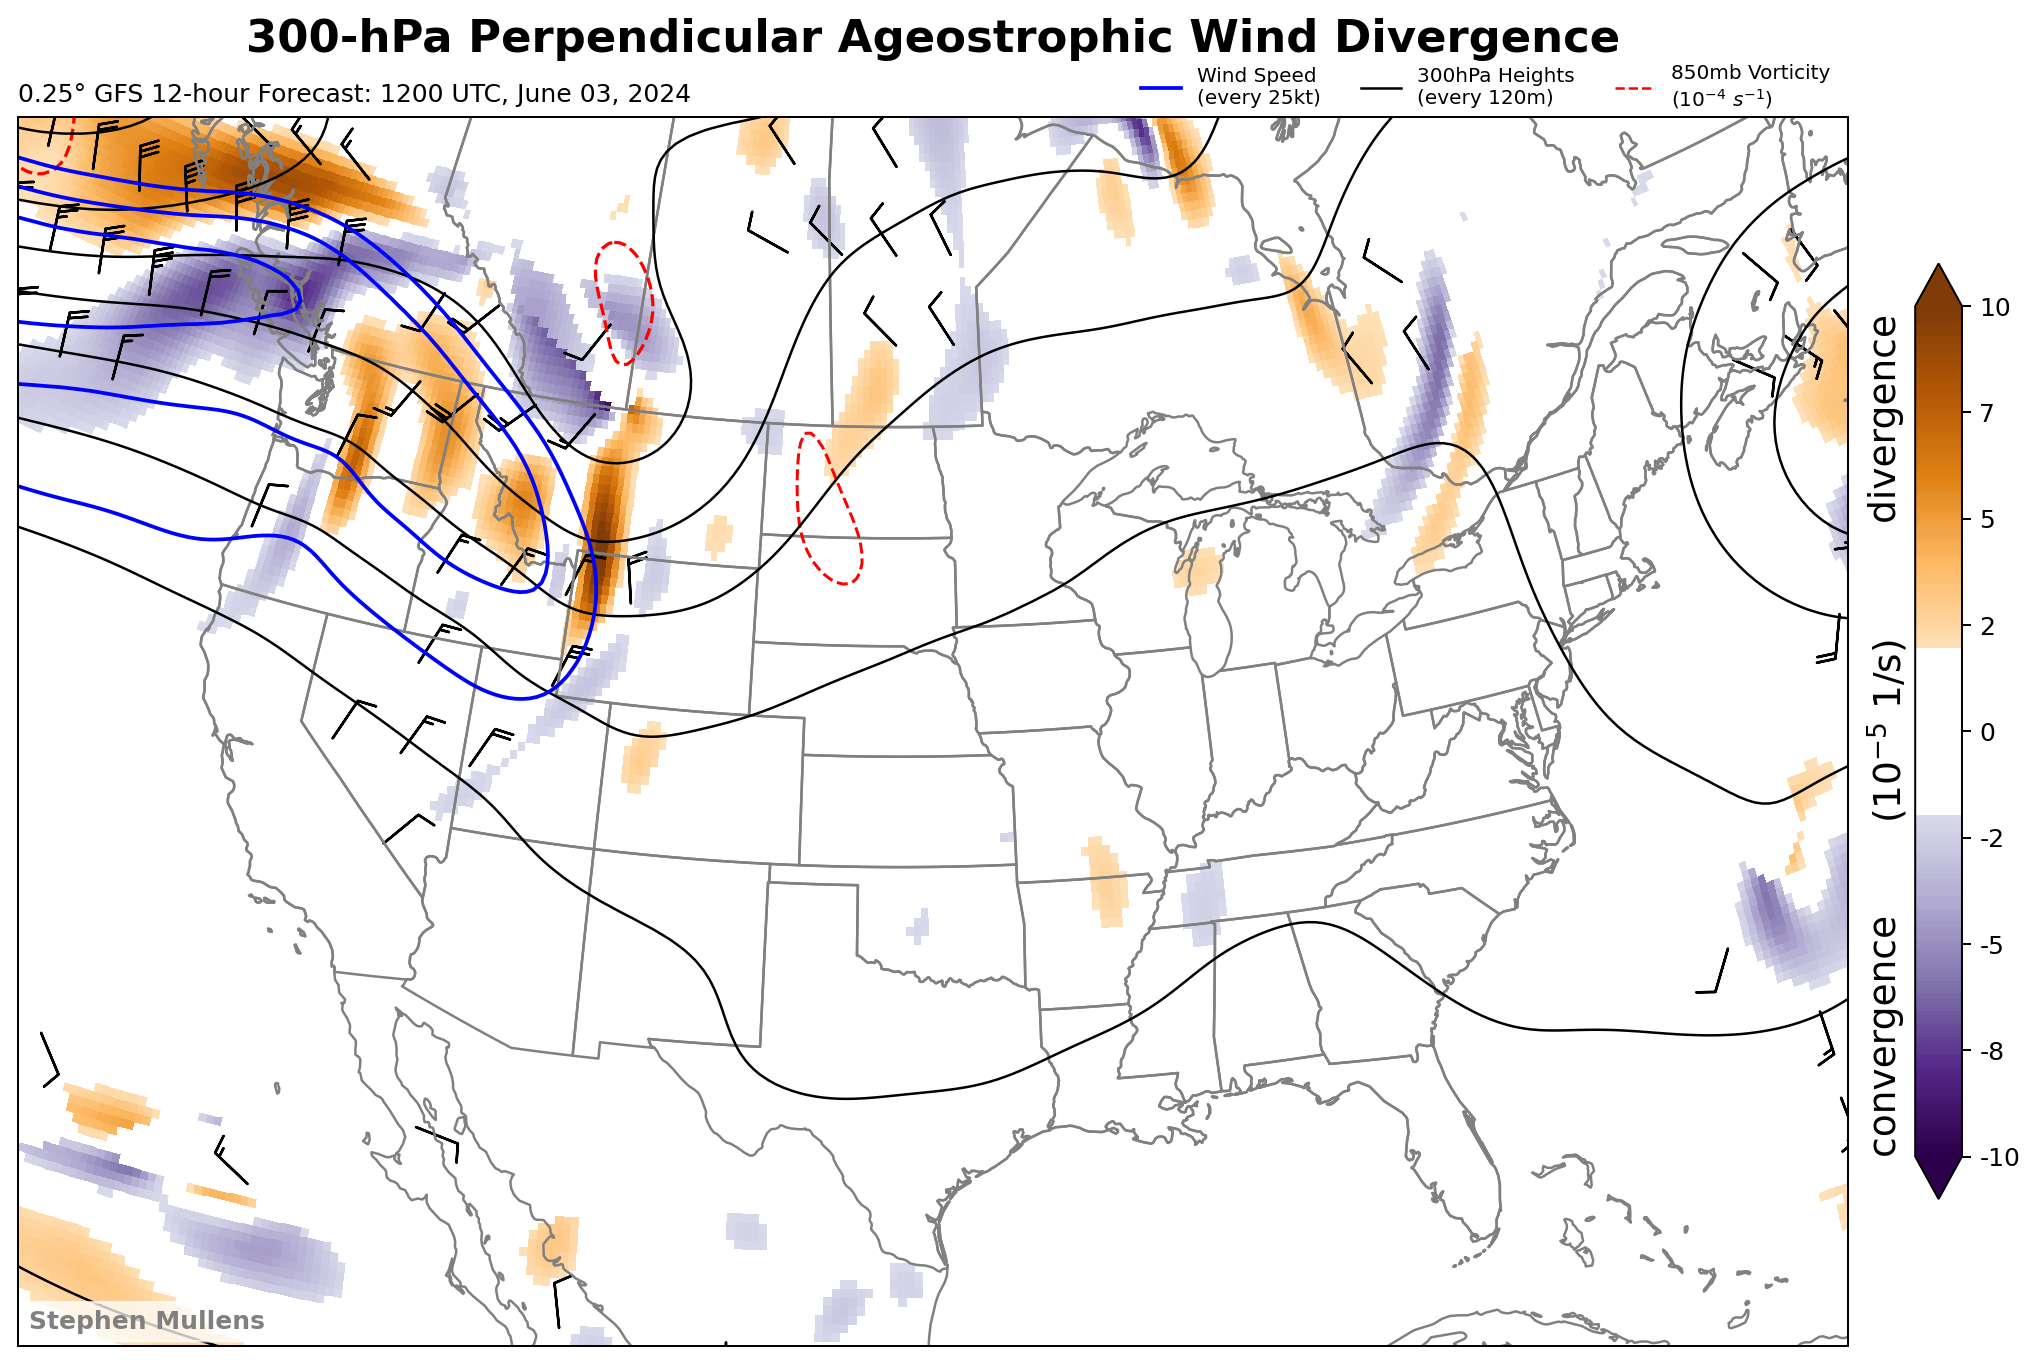 300-hPa Perpendicular Ageostrophic Wind Divergence
0.25° GFS 12-hour Forecast: 1200 UTC, June 03, 2024
Wind Speed
(every 25kt)
300hPa Heights
(every 120m)
850mb Vorticity
(10⁻⁴ s⁻¹)
10
7
5
2
0
-2
-5
-8
-10
convergence (10⁻⁵ 1/s) divergence
Stephen Mullens